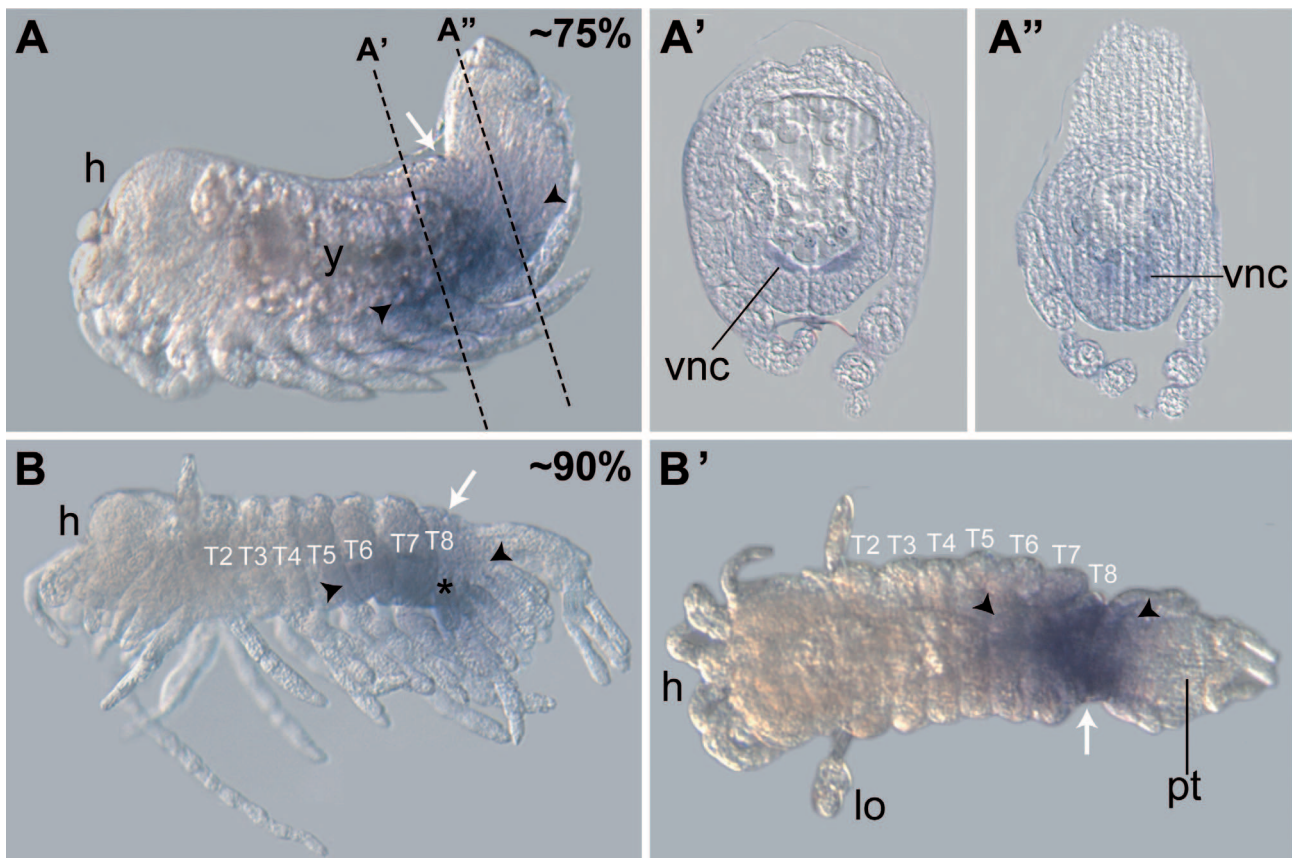 A
A’
A”
~75%
h
y
A’
vnc
A”
vnc
B
~90%
h
T2 T3 T4 T5 T6 T7 T8
*
B’
T2 T3 T4 T5 T6 T7 T8
h
lo
pt